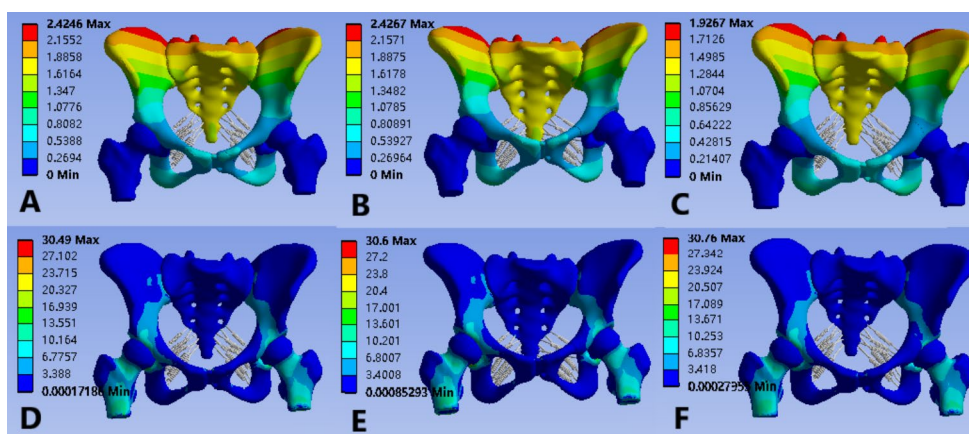 2.4246 Max
2.1552
1.8858
1.6164
1.347
1.0776
0.8082
0.5388
0.2694
0 Min
A
2.4267 Max
2.1571
1.8875
1.6178
1.3482
1.0785
0.80891
0.53927
0.26964
0 Min
B
1.9267 Max
1.7126
1.4985
1.2844
1.0704
0.85629
0.64222
0.42815
0.21407
0 Min
C
30.49 Max
27.102
23.715
20.327
16.939
13.551
10.164
6.7757
3.388
Min
D
30.6 Max
27.2
23.8
20.4
17.001
13.601
10.201
6.8007
3.4008
0.00085293 Min
E
30.76 Max
27.342
23.924
20.507
17.089
13.671
10.253
6.8357
3.418
Min
F